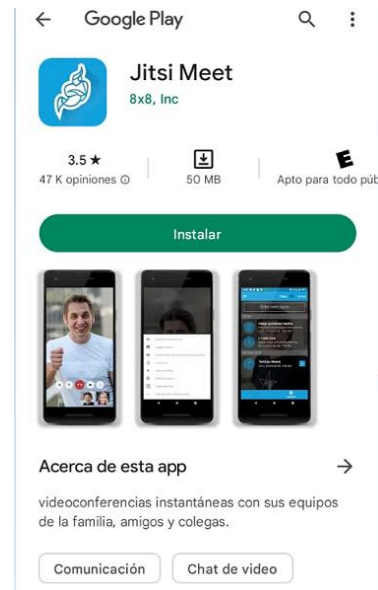 Google Play
Jitsi Meet
8x8, Inc
3.5 ★
47 K opiniones
50 MB
E
Apto para todo púb
Instalar
Acerca de esta app
videoconferencias instantáneas con sus equipos
de la familia, amigos y colegas.
Comunicación
Chat de video